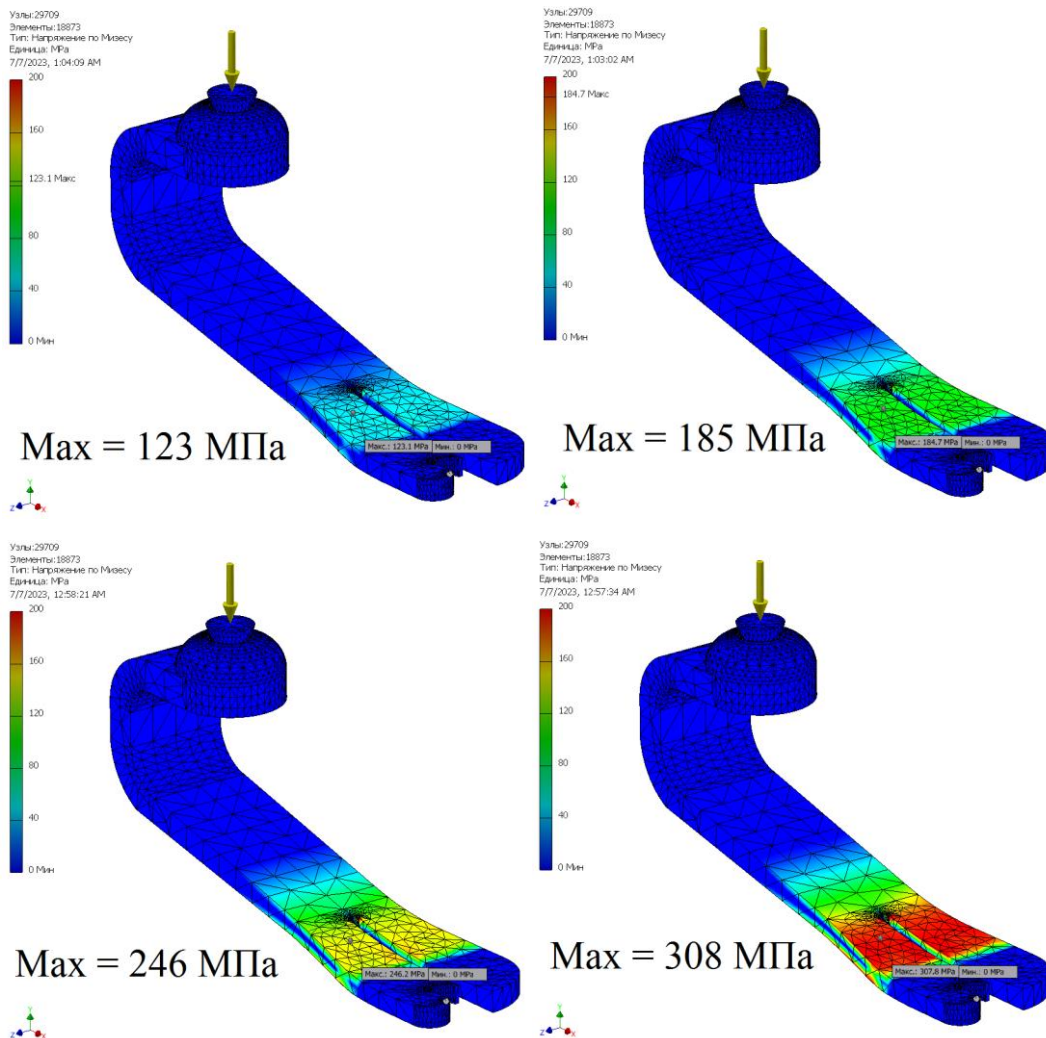 Узлы:29709
Элементы:18873
Тип: Напряжение по Мизесу
Единица: MPa
7/7/2023, 1:04:09 AM
200
160
123.1 Макс
80
40
0 Мин
Макс.: 123.1 MPa Мин.: 0 MPa
Max = 123 МПа
Y
Z X
Узлы:29709
Элементы:18873
Тип: Напряжение по Мизесу
Единица: MPa
7/7/2023, 1:03:02 AM
200
184.7 Макс
160
120
80
40
0 Мин
Макс.: 184.7 MPa Мин.: 0 MPa
Max = 185 МПа
Y
Z X
Узлы:29709
Элементы:18873
Тип: Напряжение по Мизесу
Единица: MPa
7/7/2023, 12:58:21 AM
200
160
120
80
40
0 Мин
Макс.: 246.2 MPa Мин.: 0 MPa
Max = 246 МПа
Y
Z X
Узлы:29709
Элементы:18873
Тип: Напряжение по Мизесу
Единица: MPa
7/7/2023, 12:57:34 AM
200
160
120
80
40
0 Мин
Макс.: 307.8 MPa Мин.: 0 MPa
Max = 308 МПа
Y
Z X